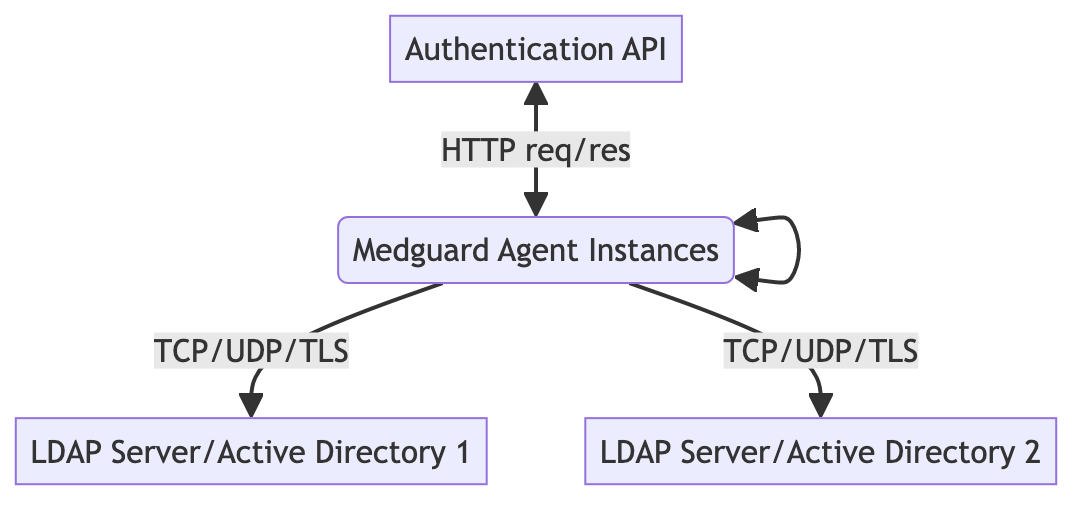 Authentication API
HTTP req/res
Medguard Agent Instances
TCP/UDP/TLS
TCP/UDP/TLS
LDAP Server/Active Directory 1
LDAP Server/Active Directory 2